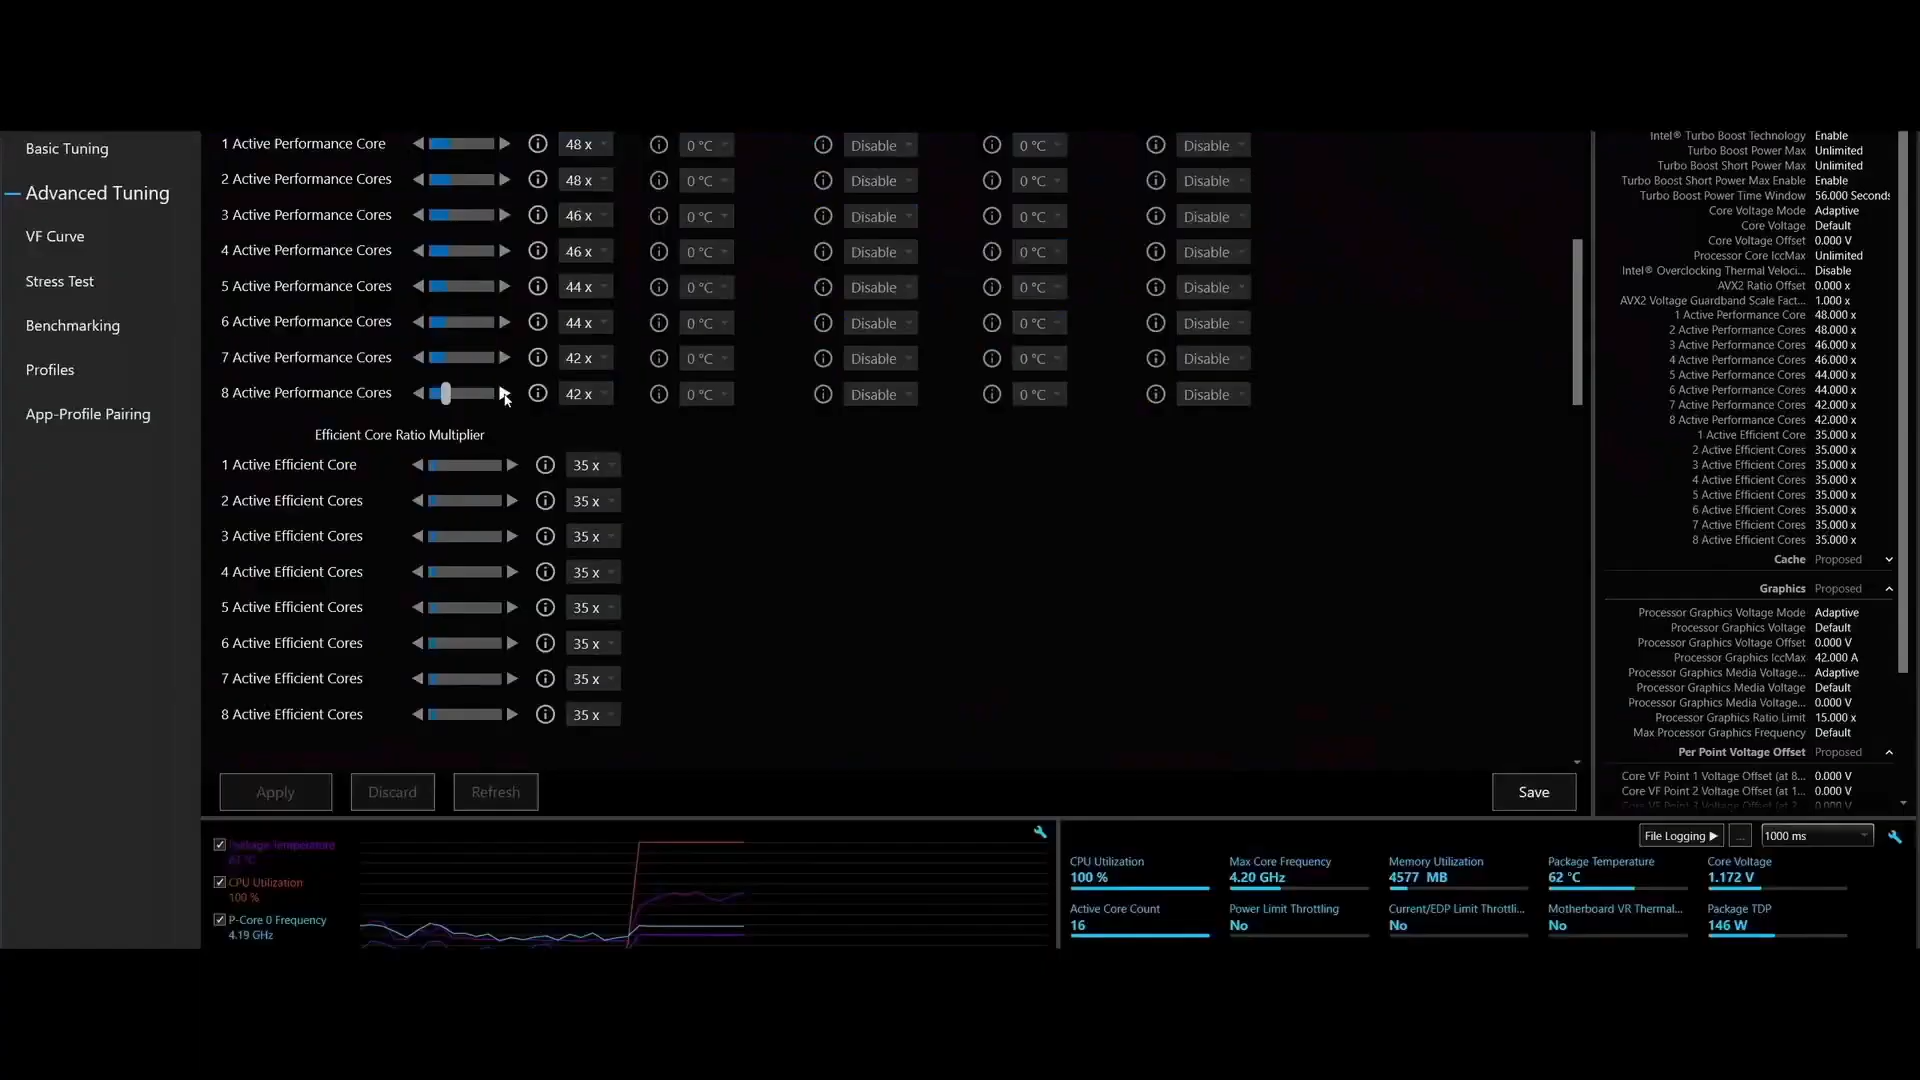 Basic Tuning
Advanced Tuning
VF Curve
Stress Test
Benchmarking
Profiles
App-Profile Pairing
1 Active Performance Core 48 x 0 °C Disable 0 °C Disable
2 Active Performance Cores 48 x 0 °C Disable 0 °C Disable
3 Active Performance Cores 46 x 0 °C Disable 0 °C Disable
4 Active Performance Cores 46 x 0 °C Disable 0 °C Disable
5 Active Performance Cores 44 x 0 °C Disable 0 °C Disable
6 Active Performance Cores 44 x 0 °C Disable 0 °C Disable
7 Active Performance Cores 42 x 0 °C Disable 0 °C Disable
8 Active Performance Cores 42 x 0 °C Disable 0 °C Disable
Efficient Core Ratio Multiplier
1 Active Efficient Core 35 x
2 Active Efficient Cores 35 x
3 Active Efficient Cores 35 x
4 Active Efficient Cores 35 x
5 Active Efficient Cores 35 x
6 Active Efficient Cores 35 x
7 Active Efficient Cores 35 x
8 Active Efficient Cores 35 x
Apply Discard Refresh Save
Intel® Turbo Boost Technology Enable
Turbo Boost Power Max Unlimited
Turbo Boost Short Power Max Unlimited
Turbo Boost Short Power Max Enable Enable
Turbo Boost Power Time Window 56.000 Seconds
Core Voltage Mode Adaptive
Core Voltage Default
Core Voltage Offset 0.000 V
Processor Core IccMax Unlimited
Intel® Overclocking Thermal Veloci... Disable
AVX2 Ratio Offset 0.000 x
AVX2 Voltage Guardband Scale Fact... 1.000 x
1 Active Performance Core 48.000 x
2 Active Performance Cores 48.000 x
3 Active Performance Cores 46.000 x
4 Active Performance Cores 46.000 x
5 Active Performance Cores 44.000 x
6 Active Performance Cores 44.000 x
7 Active Performance Cores 42.000 x
8 Active Performance Cores 42.000 x
1 Active Efficient Core 35.000 x
2 Active Efficient Cores 35.000 x
3 Active Efficient Cores 35.000 x
4 Active Efficient Cores 35.000 x
5 Active Efficient Cores 35.000 x
6 Active Efficient Cores 35.000 x
7 Active Efficient Cores 35.000 x
8 Active Efficient Cores 35.000 x
Cache Proposed
Graphics Proposed
Processor Graphics Voltage Mode Adaptive
Processor Graphics Voltage Default
Processor Graphics Voltage Offset 0.000 V
Processor Graphics IccMax 42.000 A
Processor Graphics Media Voltage... Adaptive
Processor Graphics Media Voltage Default
Processor Graphics Media Voltage... 0.000 V
Processor Graphics Ratio Limit 15.000 x
Max Processor Graphics Frequency Default
Per Point Voltage Offset Proposed
Core VF Point 1 Voltage Offset (at 8... 0.000 V
Core VF Point 2 Voltage Offset (at 1... 0.000 V
Core VF Point 3 Voltage Offset (at 2... 0.000 V
Package Temperature
61 °C
CPU Utilization
100 %
P-Core 0 Frequency
4.19 GHz
File Logging ... 1000 ms
CPU Utilization Max Core Frequency Memory Utilization Package Temperature Core Voltage
100 % 4.20 GHz 4577 MB 62 °C 1.172 V
Active Core Count Power Limit Throttling Current/EDP Limit Throttli... Motherboard VR Thermal... Package TDP
16 No No No 146 W